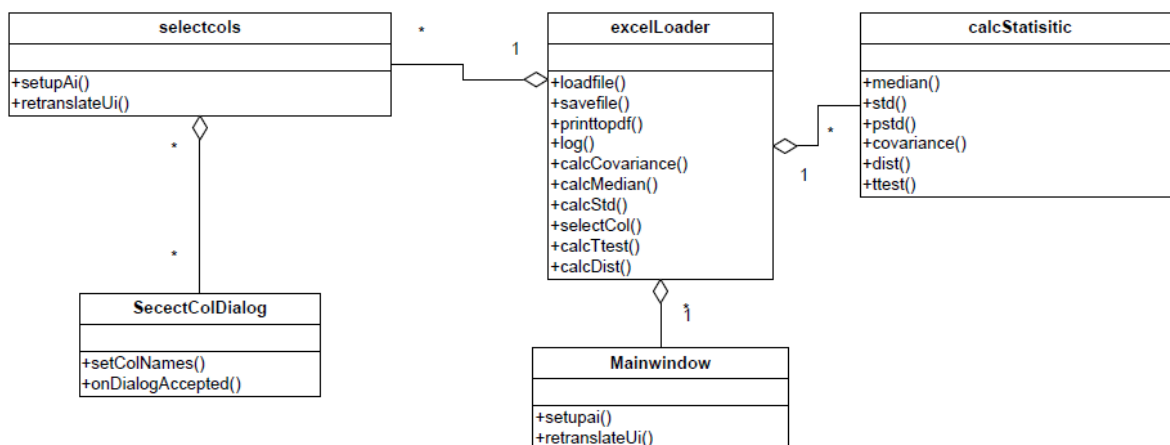 selectcols
+setupAi()
+retranslateUi()
*
1
excelLoader
+loadfile()
+savefile()
+printtopdf()
+log()
+calcCovariance()
+calcMedian()
+calcStd()
+selectCol()
+calcTtest()
+calcDist()
calcStatisitic
+median()
+std()
+pstd()
+covariance()
+dist()
+ttest()
*
1
*
*
SecectColDialog
+setColNames()
+onDialogAccepted()
*
1
Mainwindow
+setupai()
+retranslateUi()